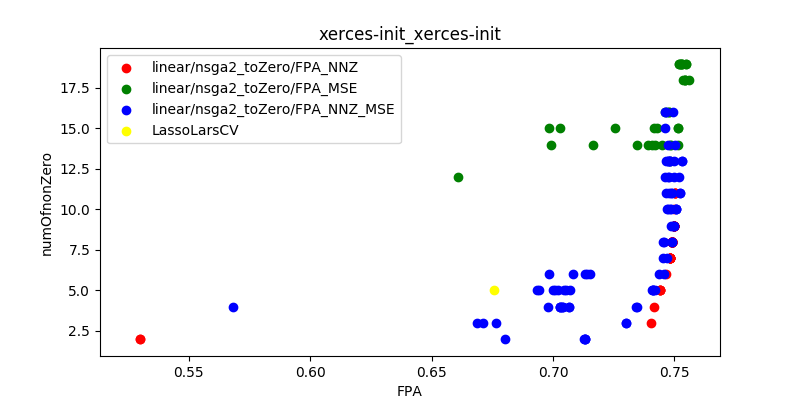 xerces-init_xerces-init
linear/nsga2_toZero/FPA_NNZ
linear/nsga2_toZero/FPA_MSE
linear/nsga2_toZero/FPA_NNZ_MSE
LassoLarsCV
numOfnonZero
17.5
15.0
12.5
10.0
7.5
5.0
2.5
0.55 0.60 0.65 0.70 0.75
FPA